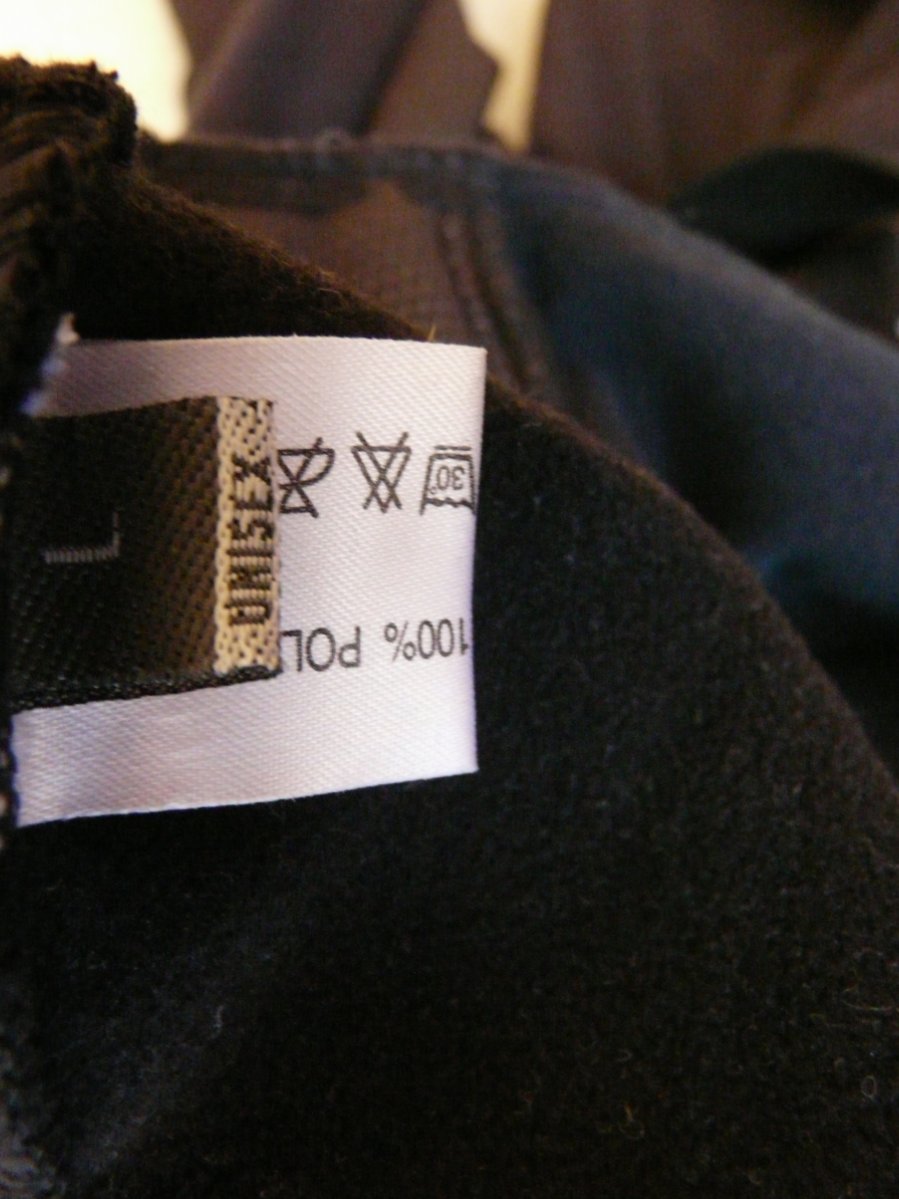 L
UNISEX
100% POL
30°